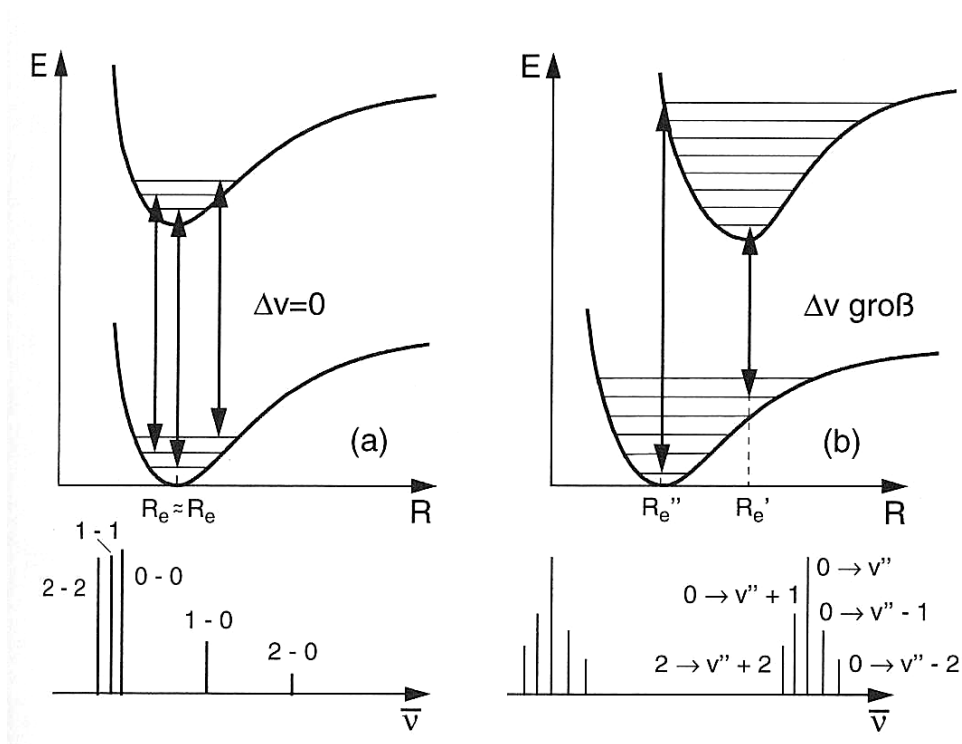 E
Δv=0
(a)
Rₑ ≈ Rₑ
R
1 - 1
2 - 2
0 - 0
1 - 0
2 - 0
ν̅
E
Δv groß
(b)
Rₑ”
Rₑ’
R
0 → v”
0 → v” + 1
0 → v” - 1
2 → v” + 2
0 → v” - 2
ν̅